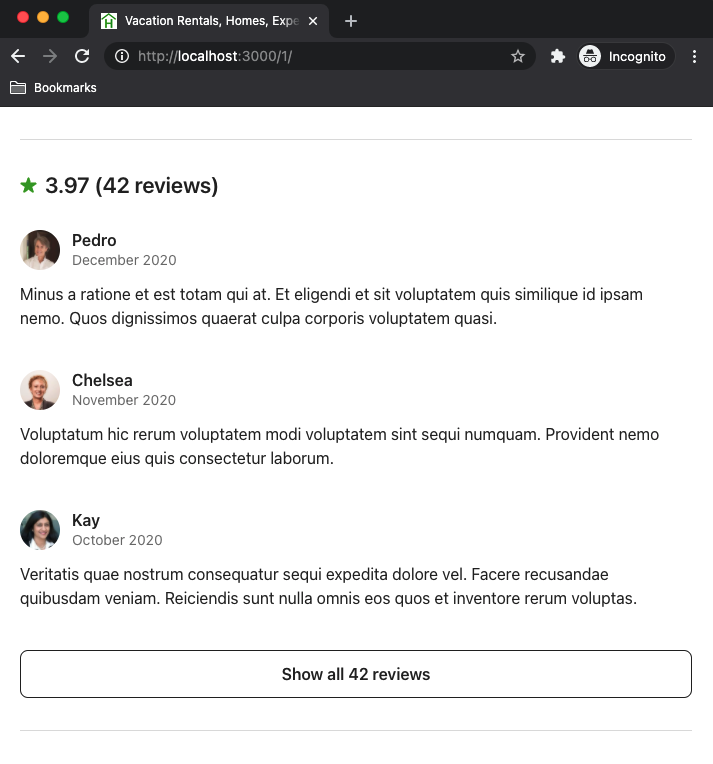 Vacation Rentals, Homes, Expe
http://localhost:3000/1/
Incognito
Bookmarks
3.97 (42 reviews)
Pedro
December 2020
Minus a ratione et est totam qui at. Et eligendi et sit voluptatem quis similique id ipsam
nemo. Quos dignissimos quaerat culpa corporis voluptatem quasi.
Chelsea
November 2020
Voluptatum hic rerum voluptatem modi voluptatem sint sequi numquam. Provident nemo
doloremque eius quis consectetur laborum.
Kay
October 2020
Veritatis quae nostrum consequatur sequi expedita dolore vel. Facere recusandae
quibusdam veniam. Reiciendis sunt nulla omnis eos quos et inventore rerum voluptas.
Show all 42 reviews